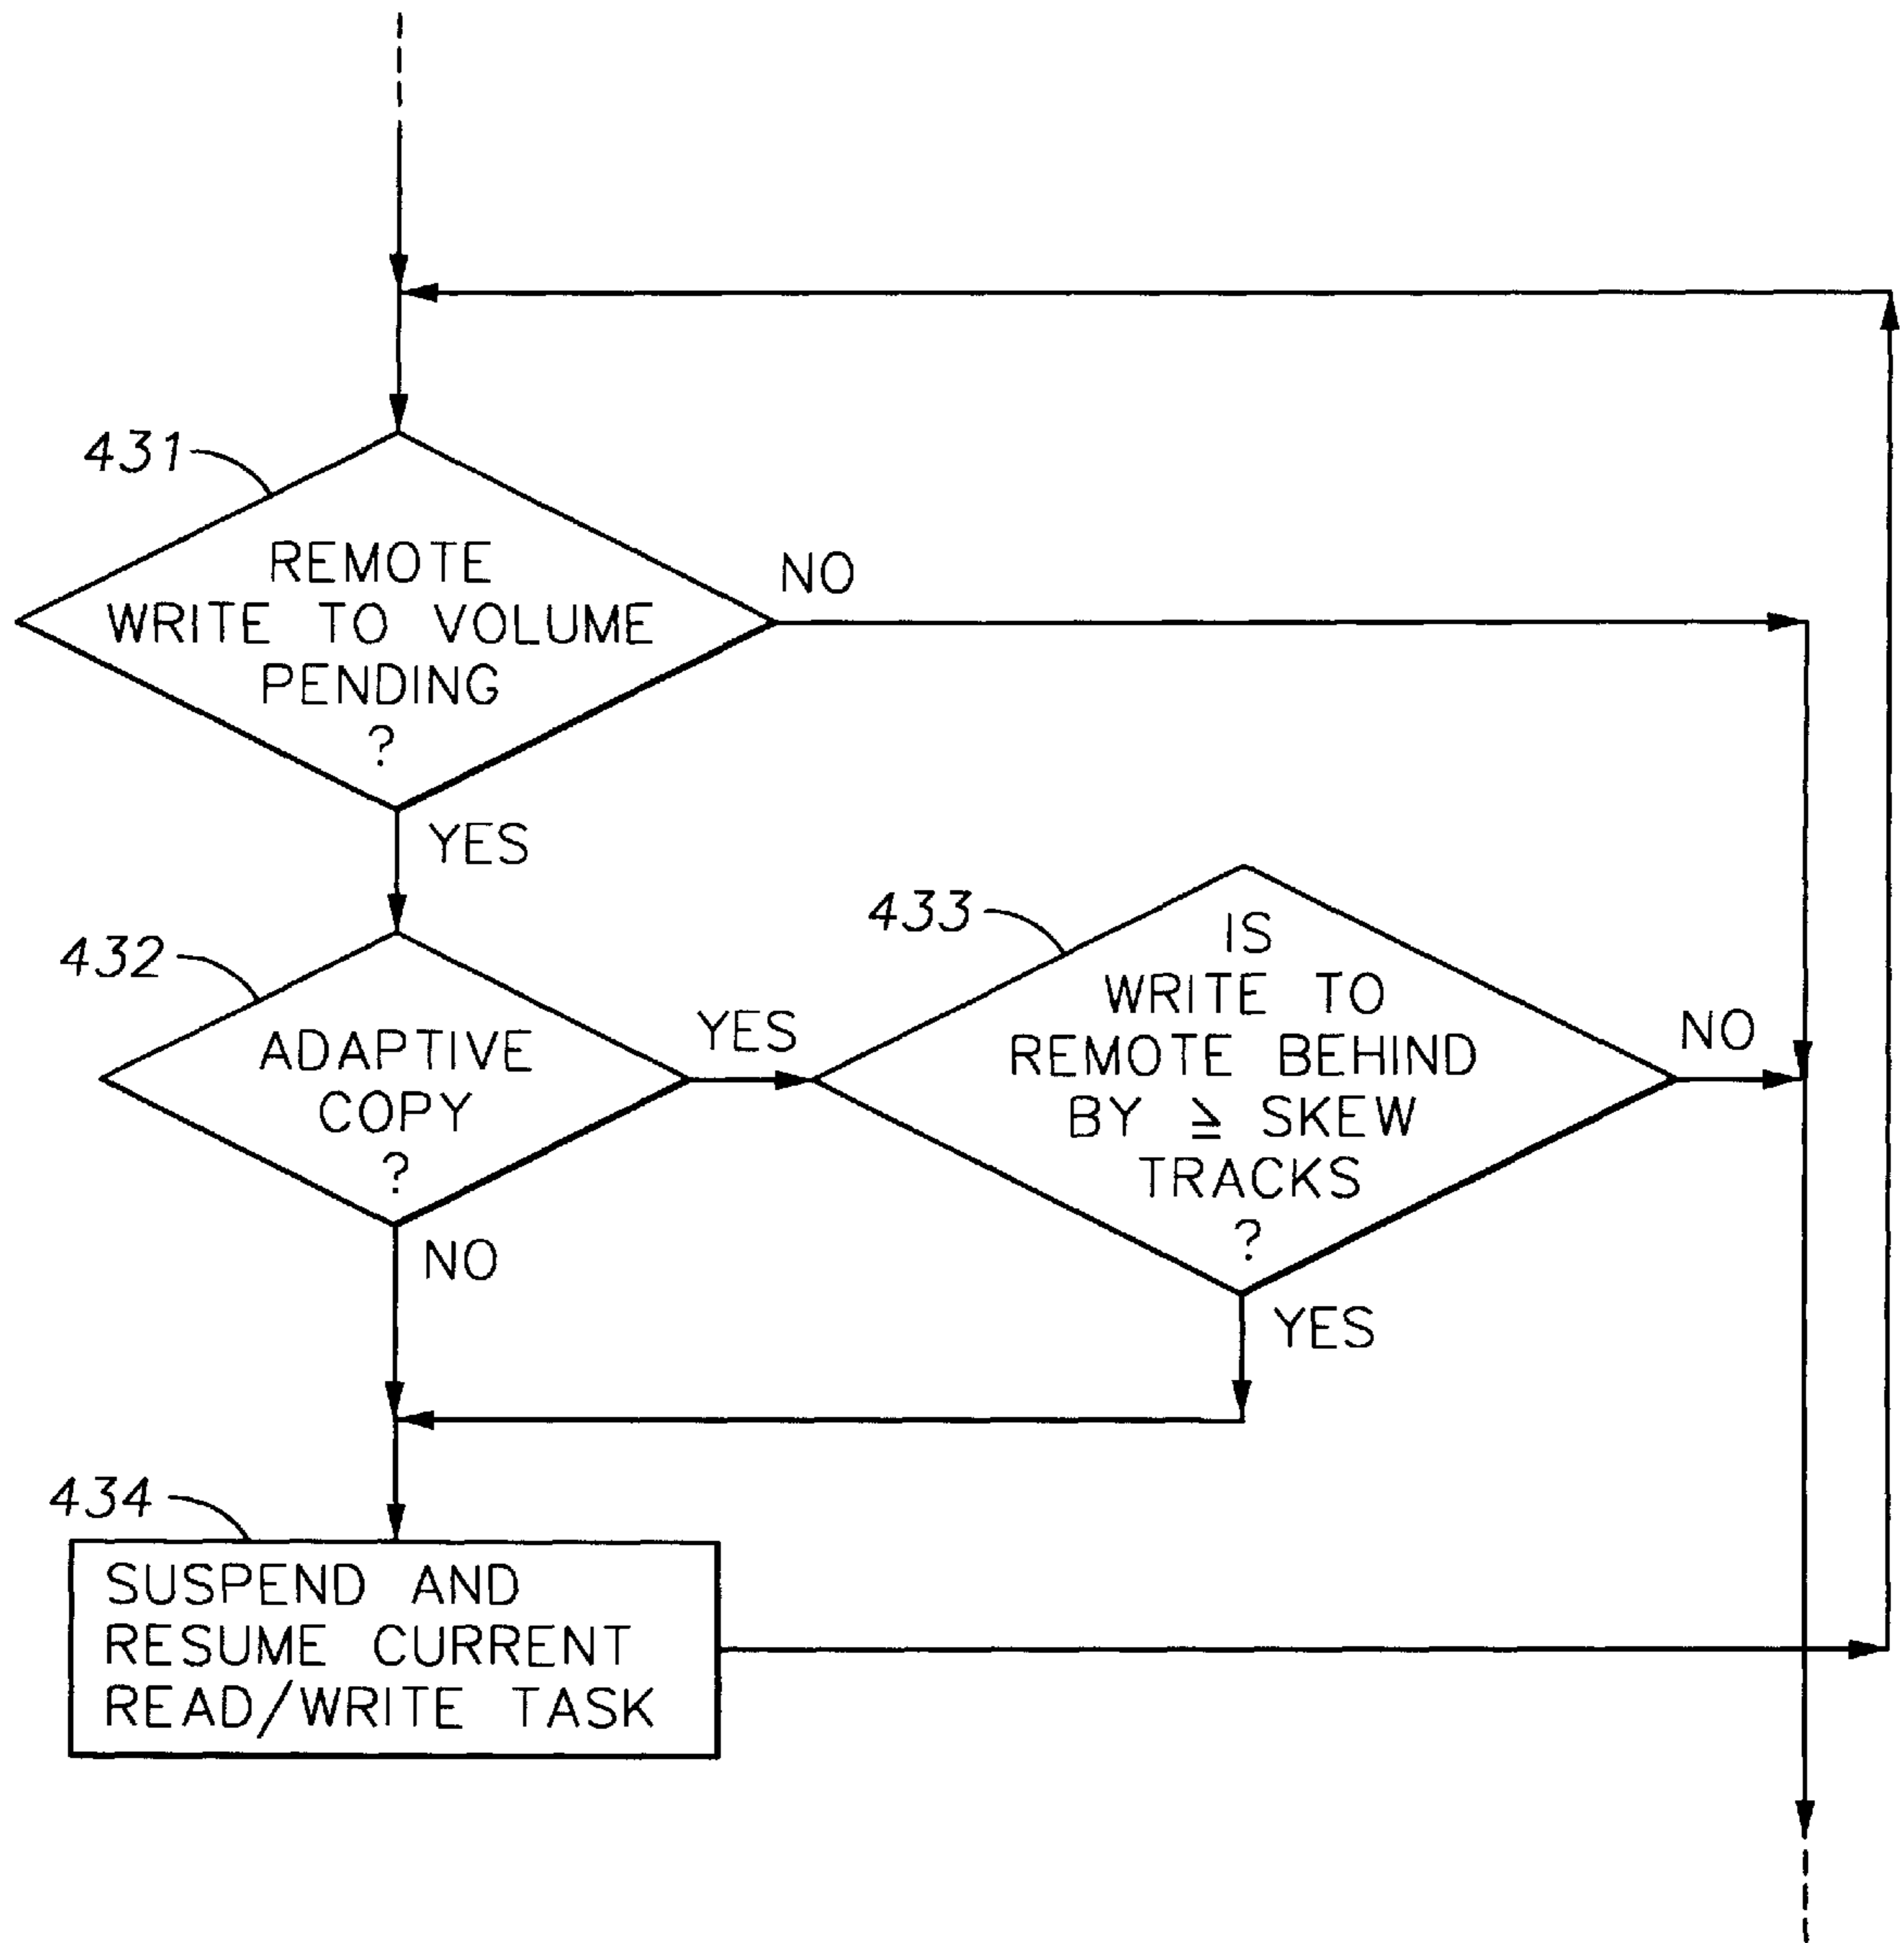 431
REMOTE
WRITE TO VOLUME
PENDING
?
NO
YES
432
ADAPTIVE
COPY
?
YES
NO
433
IS
WRITE TO
REMOTE BEHIND
BY ≥ SKEW
TRACKS
?
NO
YES
434
SUSPEND AND
RESUME CURRENT
READ/WRITE TASK